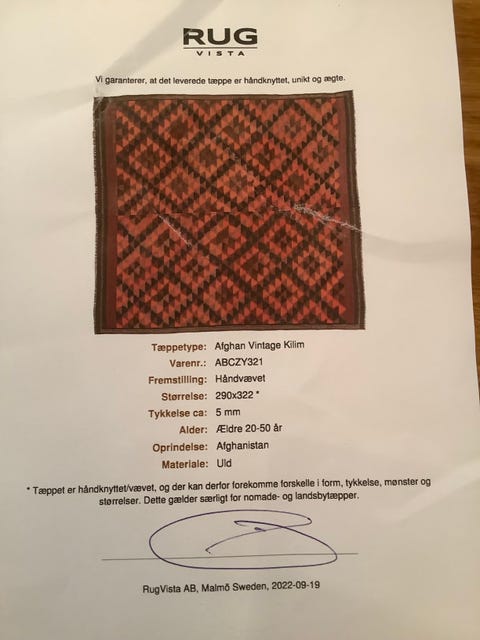 RUG
VISTA
Vi garanterer, at det leverede tæppe er håndknyttet, unikt og ægte.
Tæppetype: Afghan Vintage Kilim
Varenr.: ABCZY321
Fremstilling: Håndvævet
Størrelse: 290x322 *
Tykkelse ca: 5 mm
Alder: Ældre 20-50 år
Oprindelse: Afghanistan
Materiale: Uld
* Tæppet er håndknyttet/vævet, og der kan derfor forekomme forskelle i form, tykkelse, mønster og
størrelser. Dette gælder særligt for nomade- og landsbytæpper.
RugVista AB, Malmö Sweden, 2022-09-19